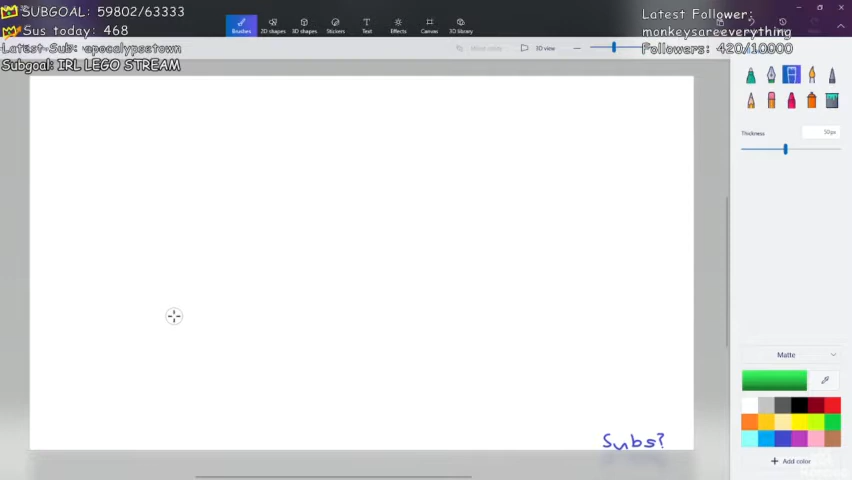 SUBGOAL: 59802/63333
Sus today: 468
Latest Sub: apocalypsetown
Subgoal: IRL LEGO STREAM
Brushes
2D shapes
3D shapes
Stickers
Text
Effects
Canvas
3D library
3D view
Latest Follower:
monkeysareeverything
Followers: 420/10000
Thickness
50px
Matte
Add color
Subs?